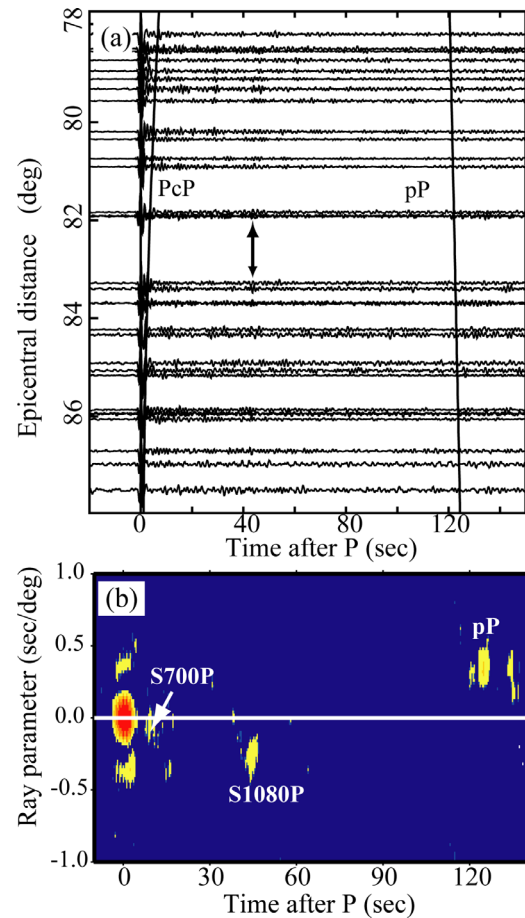 (a)
78
80
82
84
86
Epicentral distance (deg)
PcP
pP
0
40
80
120
Time after P (sec)
(b)
1.0
0.5
0.0
-0.5
-1.0
Ray parameter (sec/deg)
S700P
S1080P
pP
0
30
60
90
120
Time after P (sec)